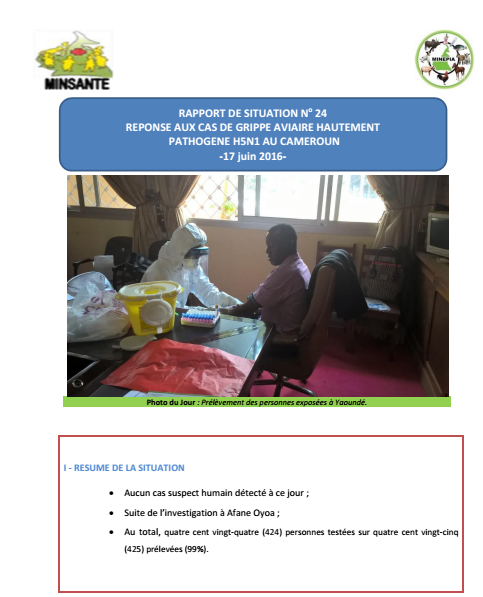 MINSANTE
MINEPIA
RAPPORT DE SITUATION N° 24
REPONSE AUX CAS DE GRIPPE AVIAIRE HAUTEMENT
PATHOGENE H5N1 AU CAMEROUN
-17 juin 2016-
Photo du Jour : Prélèvement des personnes exposées à Yaoundé.
I - RESUME DE LA SITUATION
• Aucun cas suspect humain détecté à ce jour ;
• Suite de l’investigation à Afane Oyoa ;
• Au total, quatre cent vingt-quatre (424) personnes testées sur quatre cent vingt-cinq
(425) prélevées (99%).